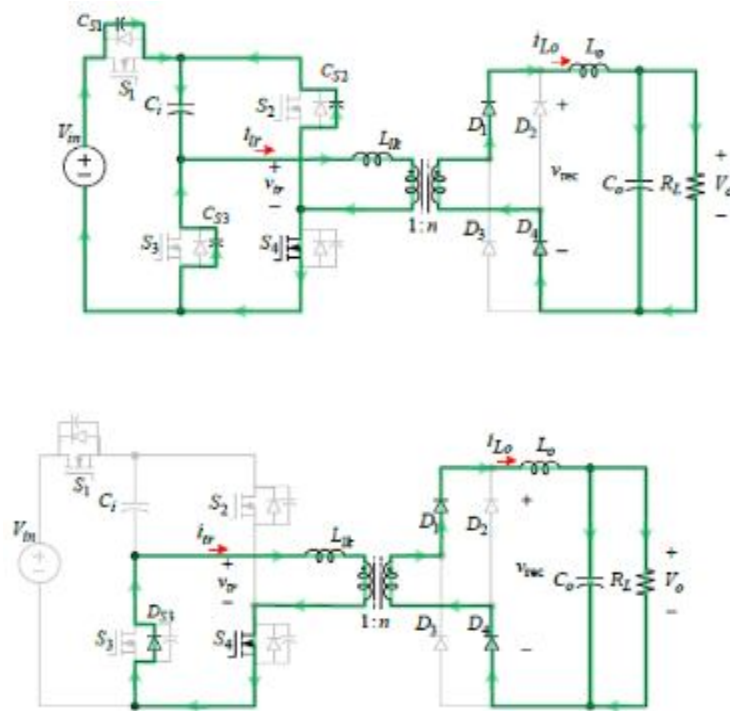 C_S1
S_1
C_i
V_in
S_2
C_S2
i_tr
v_tr
L_lk
1:n
C_S3
S_3
S_4
i_Lo
L_o
D_1
D_2
v_rec
D_3
D_4
C_o
R_L
V_o
+
−
S_1
C_i
V_in
S_2
i_tr
v_tr
L_lk
1:n
D_S3
S_3
S_4
i_Lo
L_o
D_1
D_2
v_rec
D_3
D_4
C_o
R_L
V_o
+
−